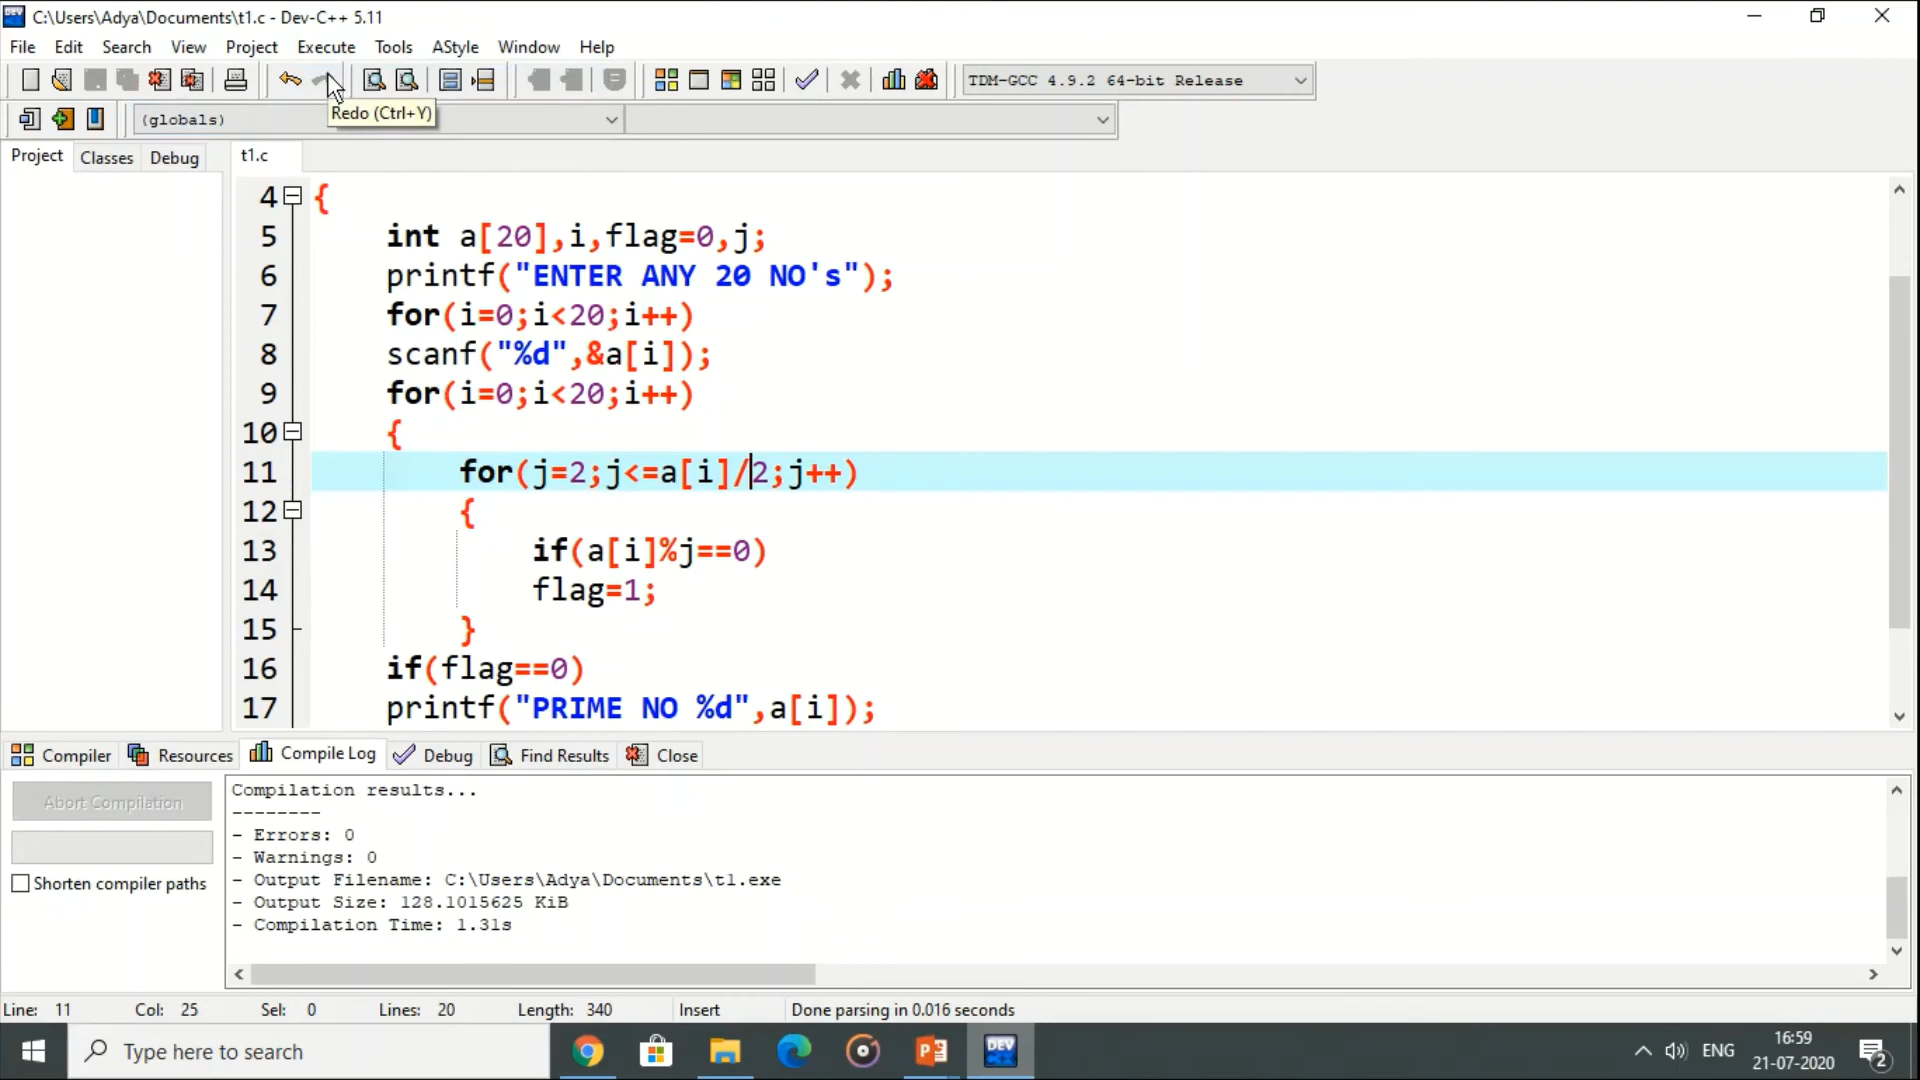 C:\Users\Adya\Documents\t1.c - Dev-C++ 5.11
File Edit Search View Project Execute Tools AStyle Window Help
TDM-GCC 4.9.2 64-bit Release
Redo (Ctrl+Y)
(globals)
Project Classes Debug t1.c
4 {
5 int a[20],i,flag=0,j;
6 printf("ENTER ANY 20 NO's");
7 for(i=0;i<20;i++)
8 scanf("%d",&a[i]);
9 for(i=0;i<20;i++)
10 {
11 for(j=2;j<=a[i]/2;j++)
12 {
13 if(a[i]%j==0)
14 flag=1;
15 }
16 if(flag==0)
17 printf("PRIME NO %d",a[i]);
Compiler Resources Compile Log Debug Find Results Close
Abort Compilation
Shorten compiler paths
Compilation results...
--------
- Errors: 0
- Warnings: 0
- Output Filename: C:\Users\Adya\Documents\t1.exe
- Output Size: 128.1015625 KiB
- Compilation Time: 1.31s
Line: 11 Col: 25 Sel: 0 Lines: 20 Length: 340 Insert Done parsing in 0.016 seconds
Type here to search
DEV
ENG
16:59
21-07-2020
2